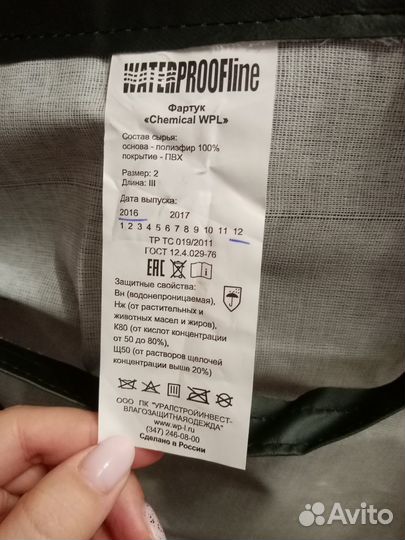 WATERPROOFline
Фартук
«Chemical WPL»
Состав сырья:
основа - полиэфир 100%
покрытие - ПВХ
Размер: 2
Длина: III
Дата выпуска:
2016 2017
1 2 3 4 5 6 7 8 9 10 11 12
ТР ТС 019/2011
ГОСТ 12.4.029-76
EAC
Защитные свойства:
Вн (водонепроницаемая),
Нж (от растительных и
животных масел и жиров),
К80 (от кислот концентрации
от 50 до 80%),
Щ50 (от растворов щелочей
концентрации выше 20%)
ООО ПК "УРАЛСТРОЙИНВЕСТ-
ВЛАГОЗАЩИТНАЯОДЕЖДА"
www.wp-l.ru
(347) 246-08-00
Сделано в России
Avito